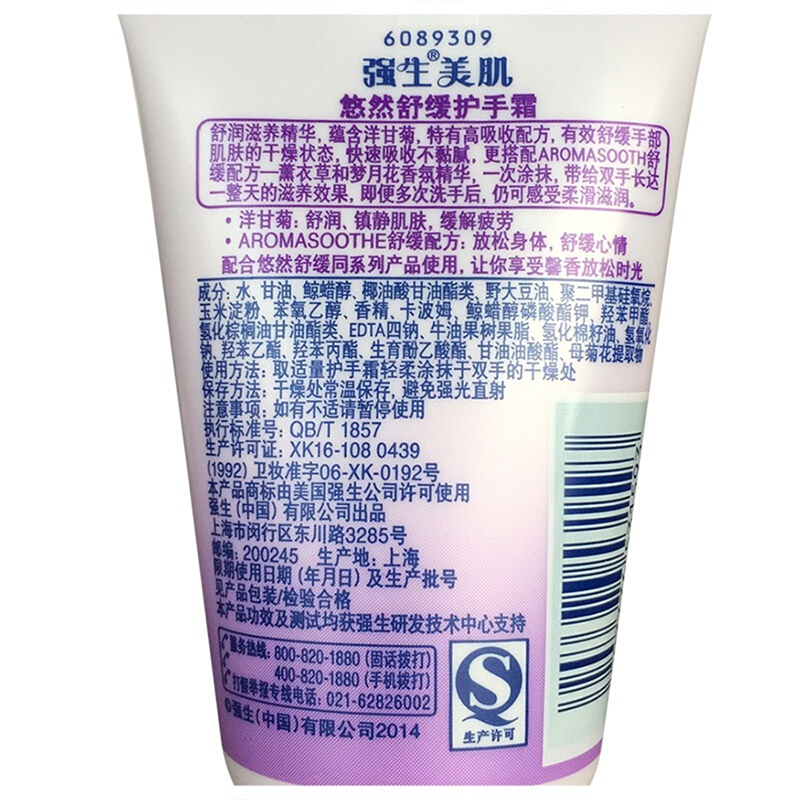 6089309
强生®美肌
悠然舒缓护手霜
舒润滋养精华，蕴含洋甘菊，特有高吸收配方，有效舒缓手部
肌肤的干燥状态，快速吸收不黏腻，更搭配AROMASOOTH舒
缓配方—薰衣草和梦月花香氛精华，一次涂抹，带给双手长达
一整天的滋养效果，即便多次洗手后，仍可感受柔滑滋润。
• 洋甘菊：舒润、镇静肌肤，缓解疲劳
• AROMASOOTHE舒缓配方：放松身体，舒缓心情
配合悠然舒缓同系列产品使用，让你享受馨香放松时光
成分：水、甘油、鲸蜡醇、椰油酸甘油酯类、野大豆油、聚二甲基硅氧烷、
玉米淀粉、苯氧乙醇、香精、卡波姆、鲸蜡醇磷酸酯钾、羟苯甲酯、
氢化棕榈油甘油酯类、EDTA四钠、牛油果树果脂、氢化棉籽油、氢氧化
钠、羟苯乙酯、羟苯丙酯、生育酚乙酸酯、甘油油酸酯、母菊花提取物
使用方法：取适量护手霜轻柔涂抹于双手的干燥处
保存方法：干燥处常温保存，避免强光直射
注意事项：如有不适请暂停使用
执行标准号：QB/T 1857
生产许可证：XK16-108 0439
(1992) 卫妆准字06-XK-0192号
本产品商标由美国强生公司许可使用
强生（中国）有限公司出品
上海市闵行区东川路3285号
邮编：200245 生产地：上海
限期使用日期（年月日）及生产批号
见产品包装/检验合格
本产品功效及测试均获强生研发技术中心支持
服务热线：800-820-1880（固话拨打）
400-820-1880（手机拨打）
打假举报专线电话：021-62826002
©强生（中国）有限公司2014
QS
生产许可